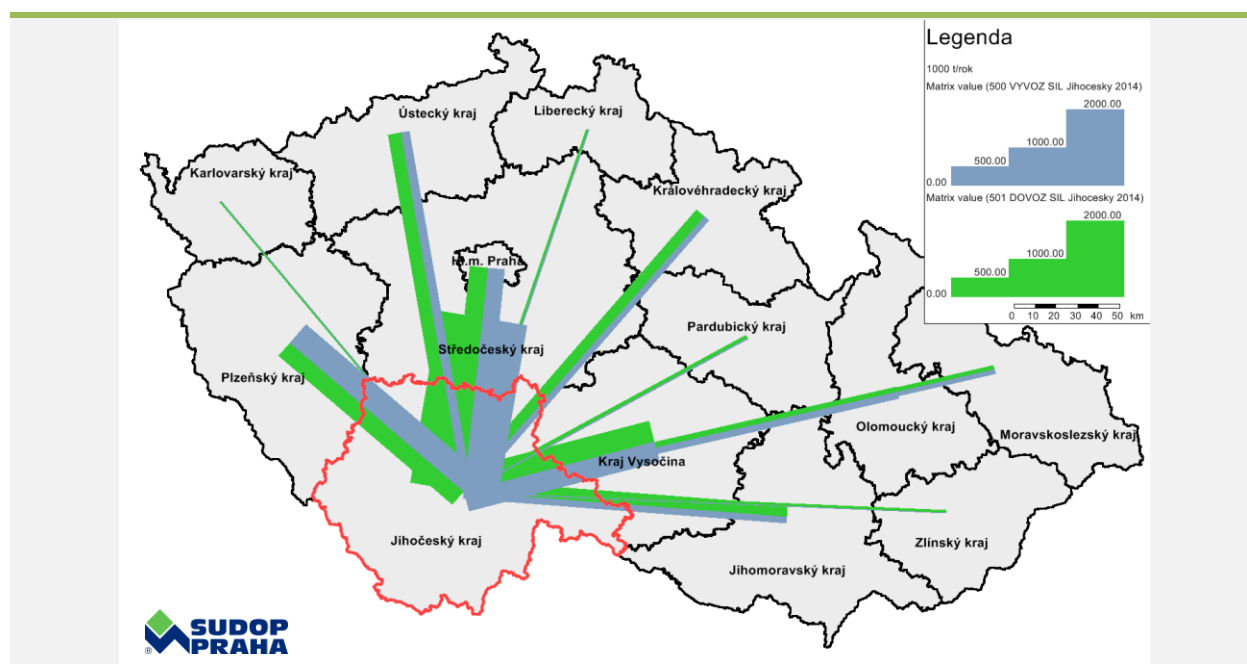 Legenda
1000 t/rok
Matrix value (500 VYVOZ SIL Jihocesky 2014)
2000.00
1000.00
500.00
0.00
Matrix value (501 DOVOZ SIL Jihocesky 2014)
2000.00
1000.00
500.00
0.00
0 10 20 30 40 50 km
Ústecký kraj
Liberecký kraj
Karlovarský kraj
Královéhradecký kraj
Hl.m. Praha
Pardubický kraj
Středočeský kraj
Plzeňský kraj
Olomoucký kraj
Moravskoslezský kraj
Kraj Vysočina
Jihočeský kraj
Zlínský kraj
Jihomoravský kraj
SUDOP
PRAHA
®